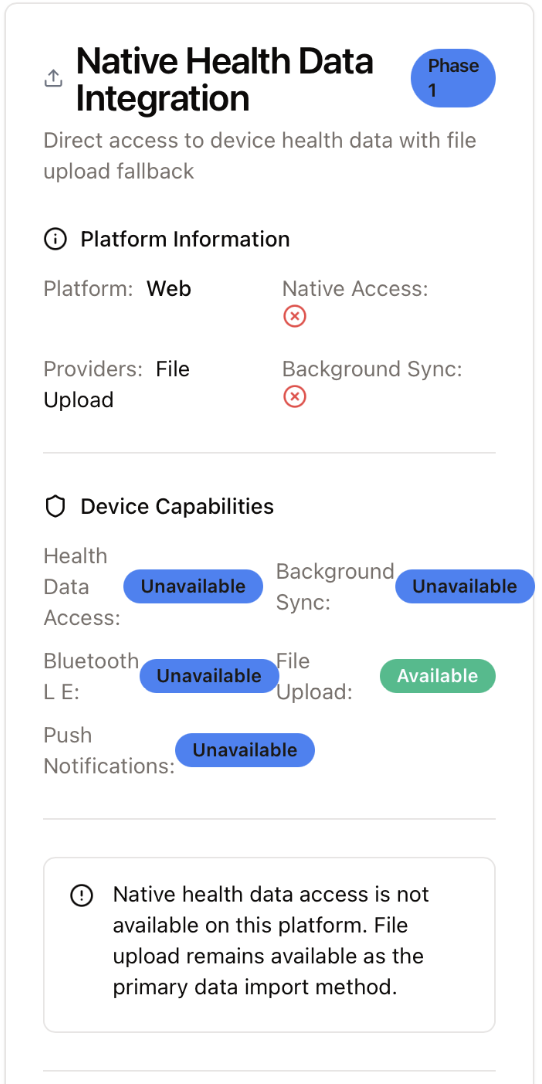 Native Health Data
Integration
Phase
1
Direct access to device health data with file
upload fallback
Platform Information
Platform: Web
Native Access:
Providers: File
Upload
Background Sync:
Device Capabilities
Health
Data
Access:
Unavailable
Background
Sync:
Unavailable
Bluetooth
L E:
Unavailable
File
Upload:
Available
Push
Notifications:
Unavailable
Native health data access is not
available on this platform. File
upload remains available as the
primary data import method.